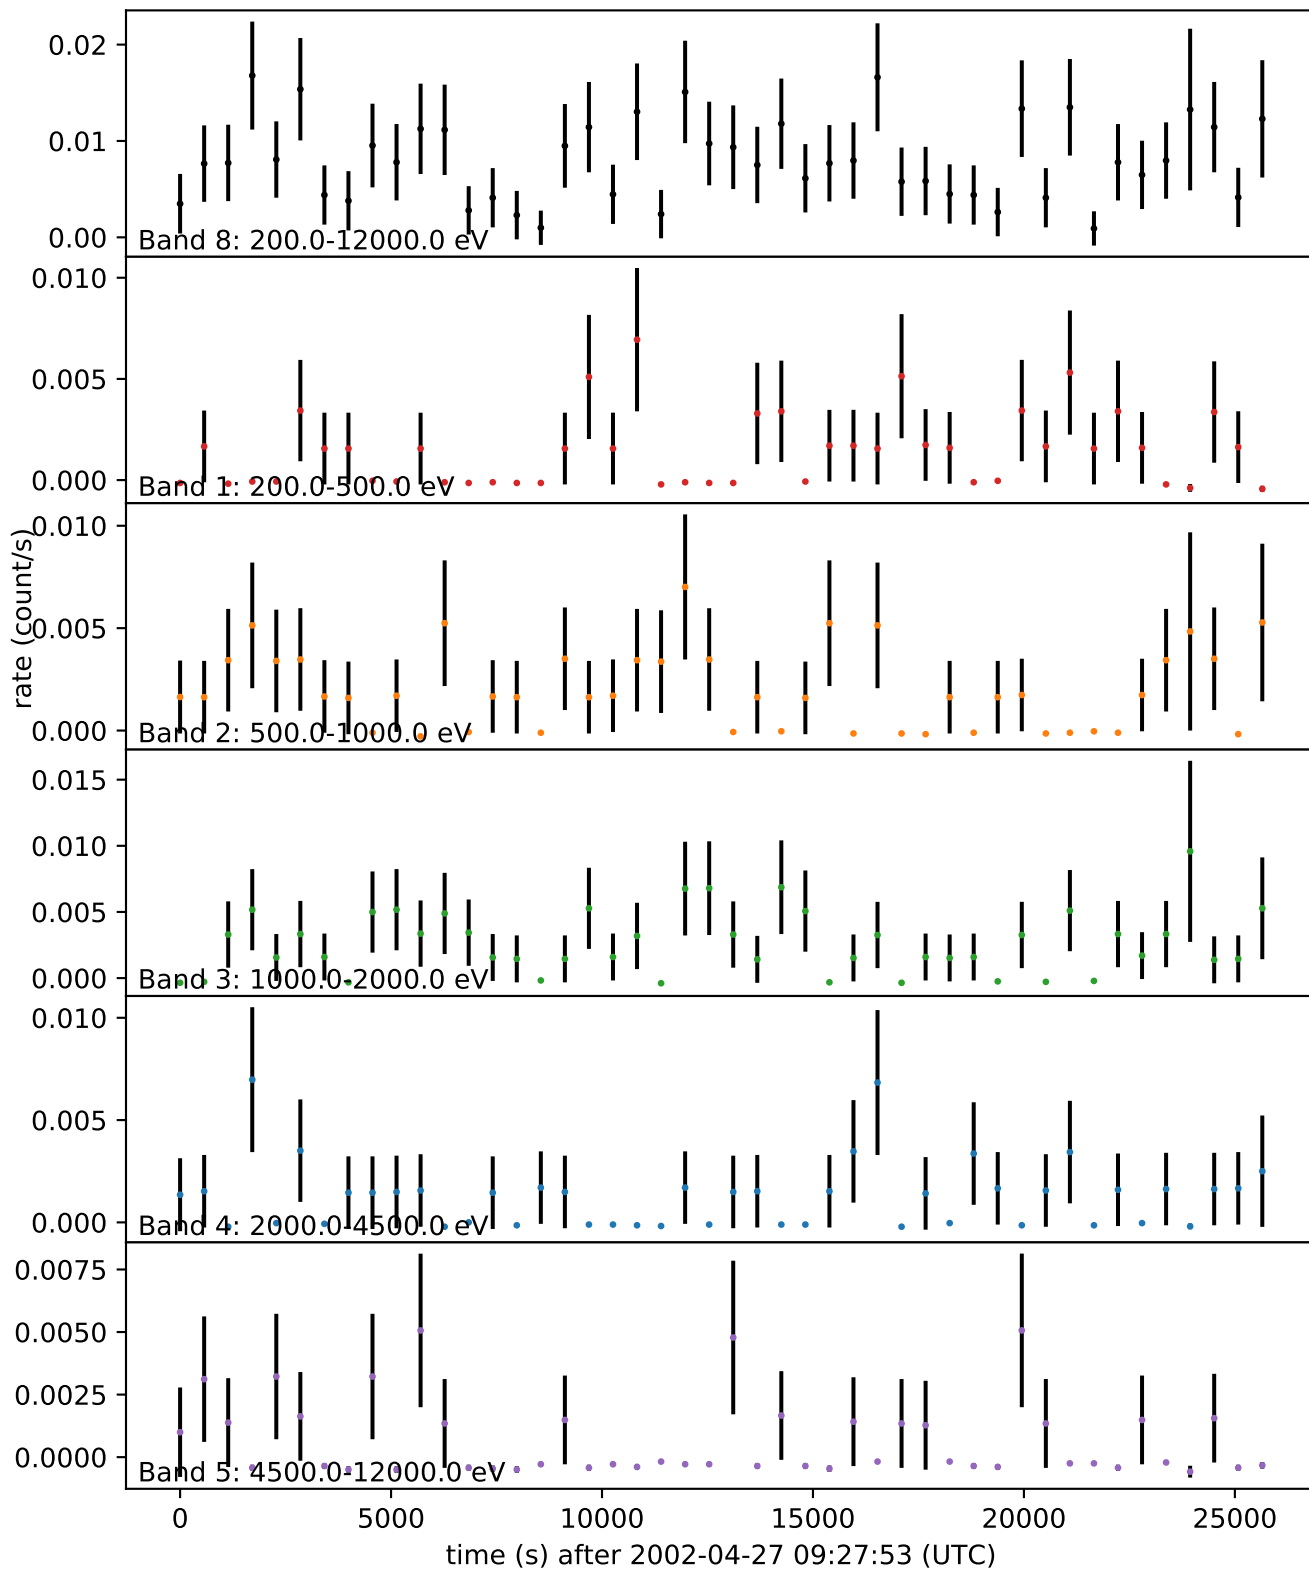 0.02
0.01
0.00
Band 8: 200.0-12000.0 eV
0.010
0.005
0.000
Band 1: 200.0-500.0 eV
rate (count/s)
0.010
0.005
0.000
Band 2: 500.0-1000.0 eV
0.015
0.010
0.005
0.000
Band 3: 1000.0-2000.0 eV
0.010
0.005
0.000
Band 4: 2000.0-4500.0 eV
0.0075
0.0050
0.0025
0.0000
Band 5: 4500.0-12000.0 eV
0 5000 10000 15000 20000 25000
time (s) after 2002-04-27 09:27:53 (UTC)